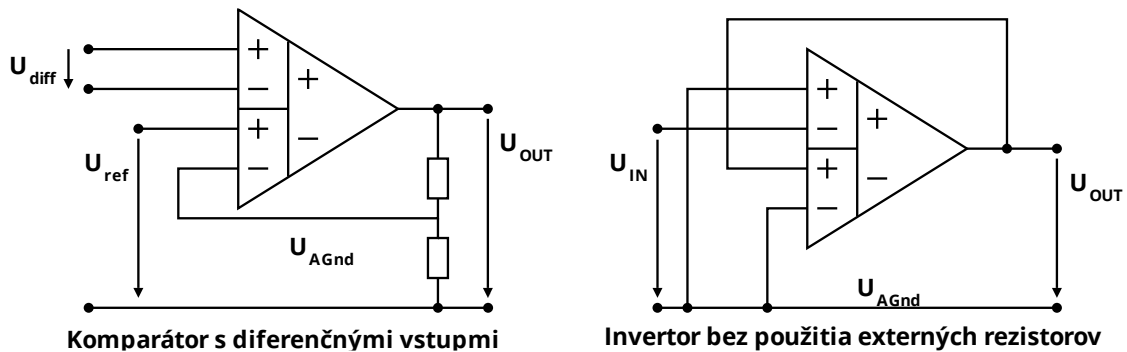 U diff
U ref
U AGnd
U OUT
+
−
+
−
+
−
Komparátor s diferenčnými vstupmi
U IN
U AGnd
U OUT
+
−
+
−
+
−
Invertor bez použitia externých rezistorov